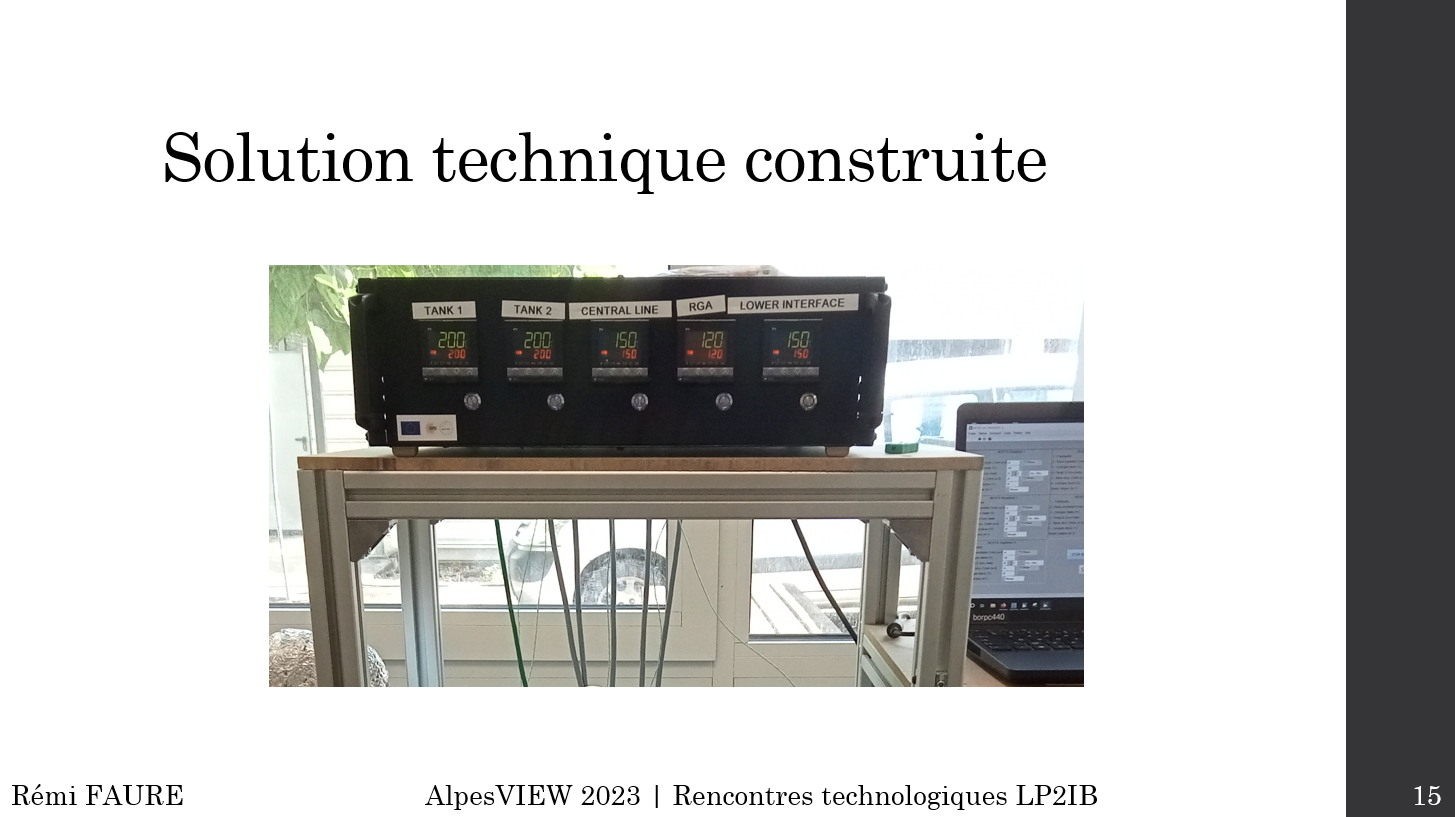 Solution technique construite
TANK 1
TANK 2
CENTRAL LINE
RGA
LOWER INTERFACE
200
200
150
120
150
200
200
150
120
150
borpc440
Rémi FAURE
AlpesVIEW 2023 | Rencontres technologiques LP2IB
15